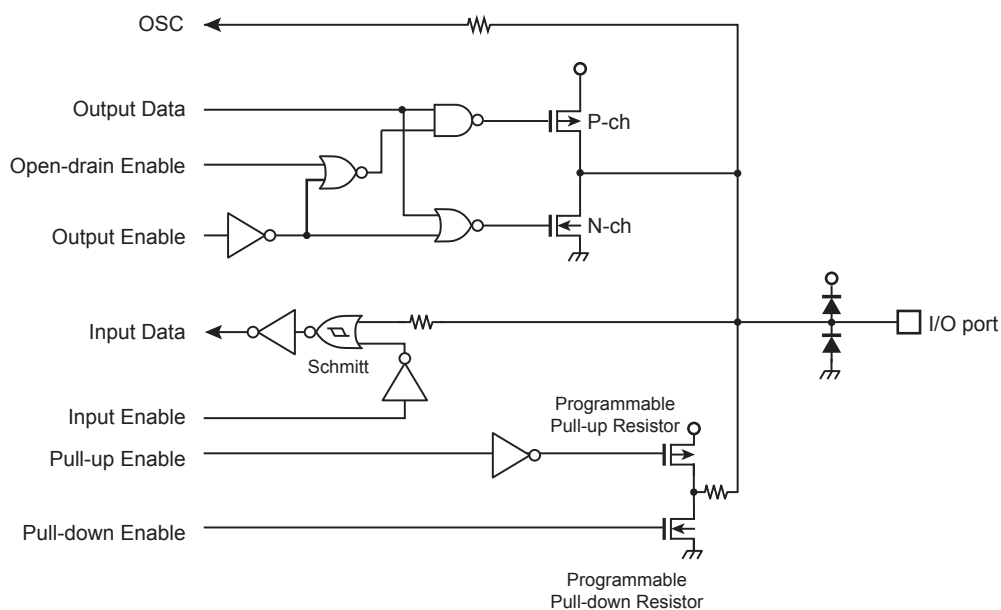 OSC
Output Data
P-ch
Open-drain Enable
Output Enable
N-ch
Input Data
Schmitt
I/O port
Input Enable
Programmable
Pull-up Resistor
Pull-up Enable
Pull-down Enable
Programmable
Pull-down Resistor